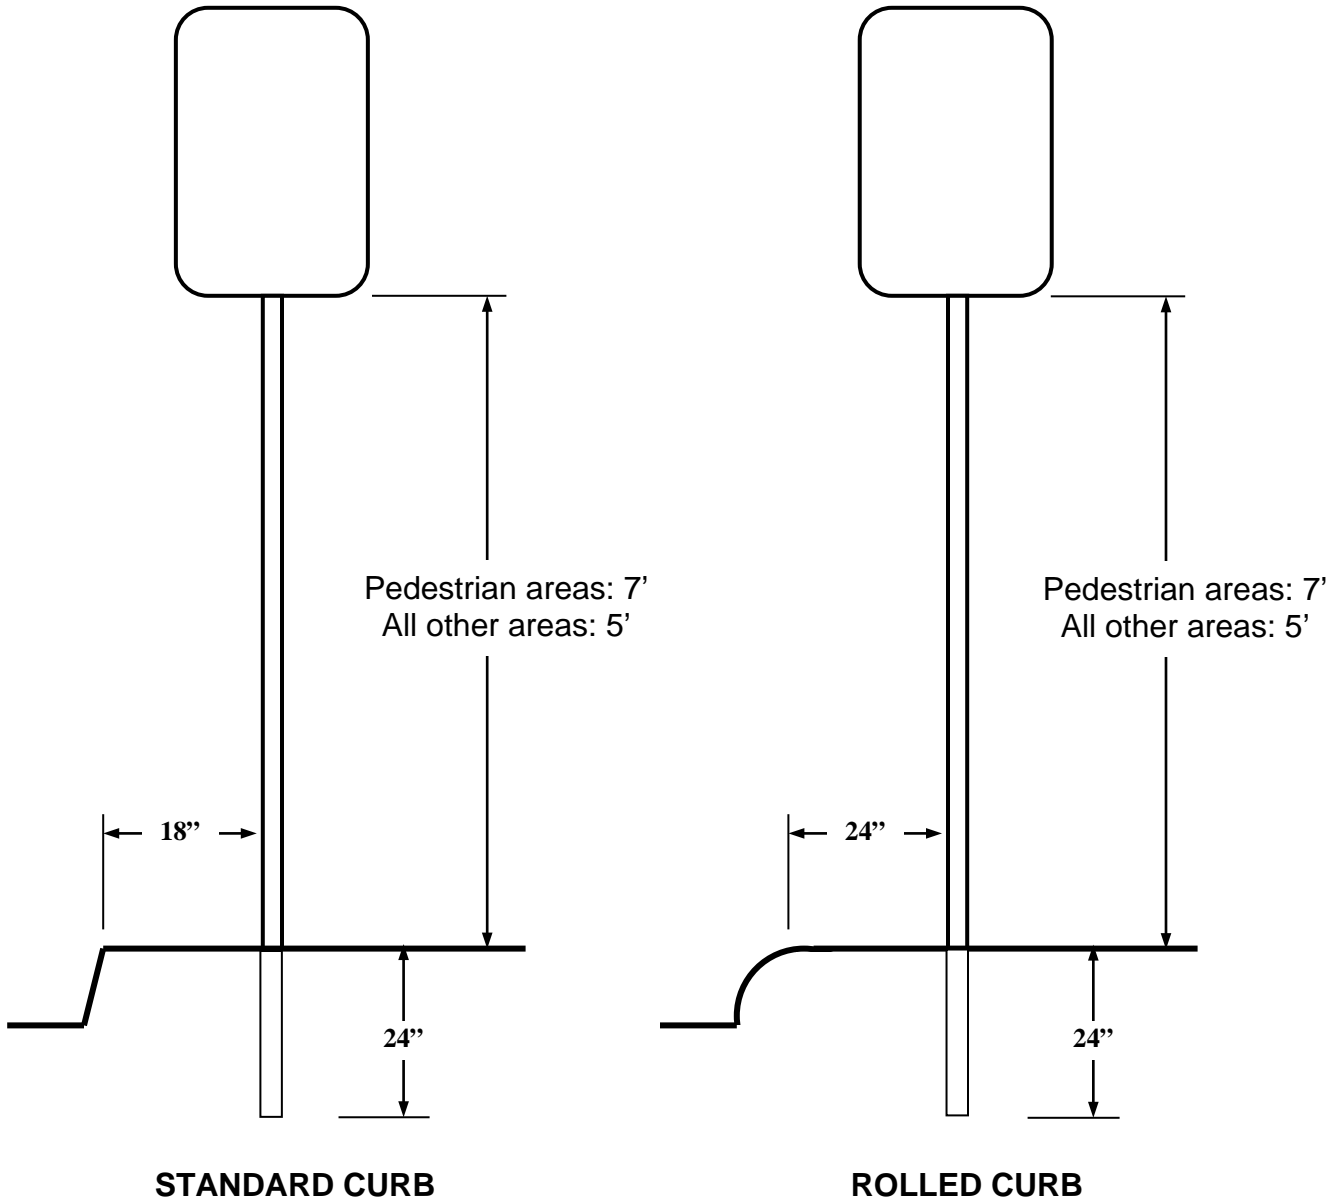 Pedestrian areas: 7’
All other areas: 5’
18”
24”
STANDARD CURB
Pedestrian areas: 7’
All other areas: 5’
24”
24”
ROLLED CURB